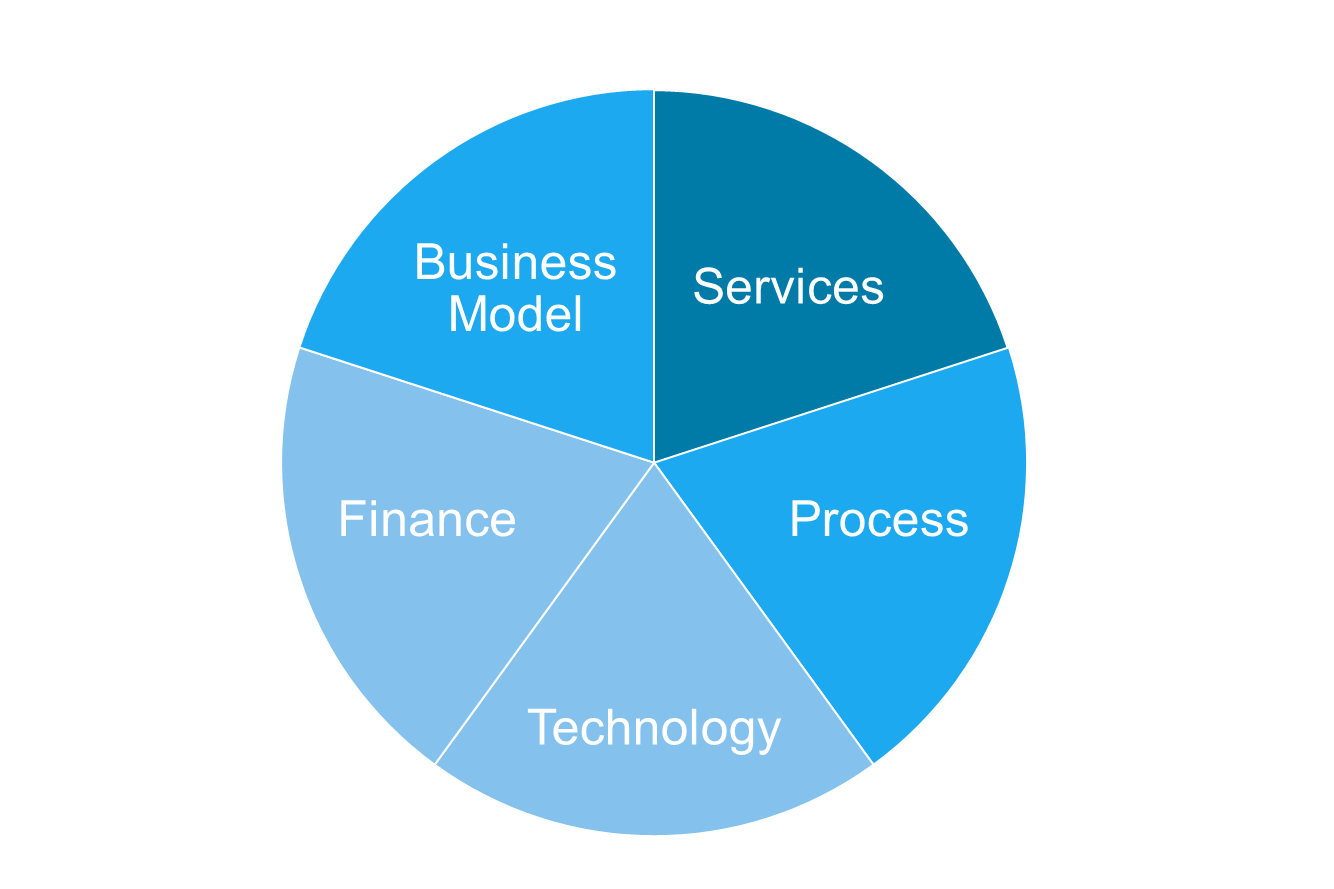 Business
Model
Services
Finance
Process
Technology